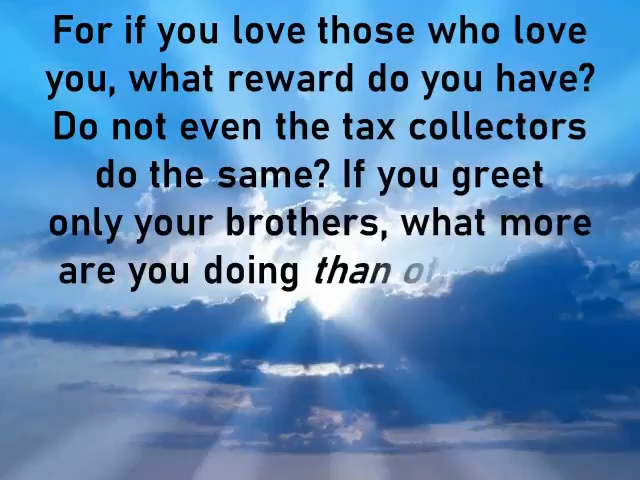 For if you love those who love
you, what reward do you have?
Do not even the tax collectors
do the same? If you greet
only your brothers, what more
are you doing than